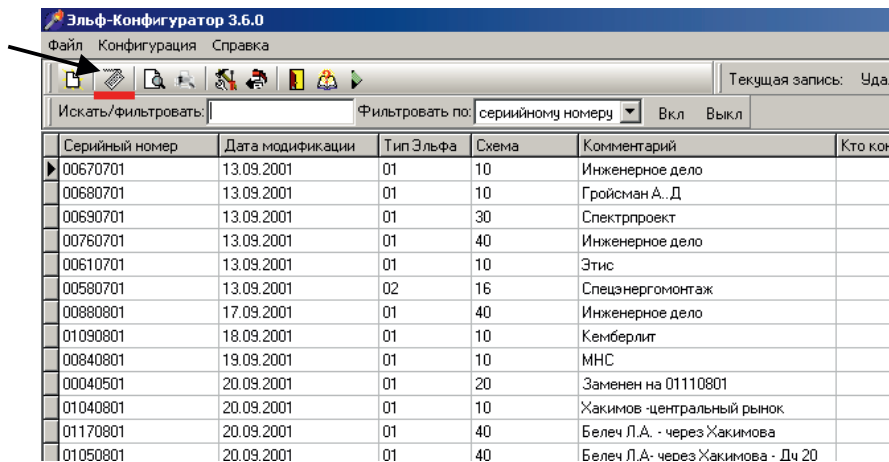 Эльф-Конфигуратор 3.6.0
Файл Конфигурация Справка
Текущая запись: Уда
Искать/фильтровать: Фильтровать по: сериийному номеру Вкл Выкл
Серийный номер Дата модификации Тип Эльфа Схема Комментарий Кто кон
00670701 13.09.2001 01 10 Инженерное дело
00680701 13.09.2001 01 10 Гройсман А..Д
00690701 13.09.2001 01 30 Спектрпроект
00760701 13.09.2001 01 40 Инженерное дело
00610701 13.09.2001 01 10 Этис
00580701 13.09.2001 02 16 Спецэнергомонтаж
00880801 17.09.2001 01 40 Инженерное дело
01090801 18.09.2001 01 10 Кемберлит
00840801 19.09.2001 01 10 МНС
00040501 20.09.2001 01 20 Заменен на 01110801
01040801 20.09.2001 01 10 Хакимов -центральный рынок
01170801 20.09.2001 01 40 Белеч Л.А. - через Хакимова
01050801 20.09.2001 01 40 Белеч Л.А- через Хакимова - Ду 20